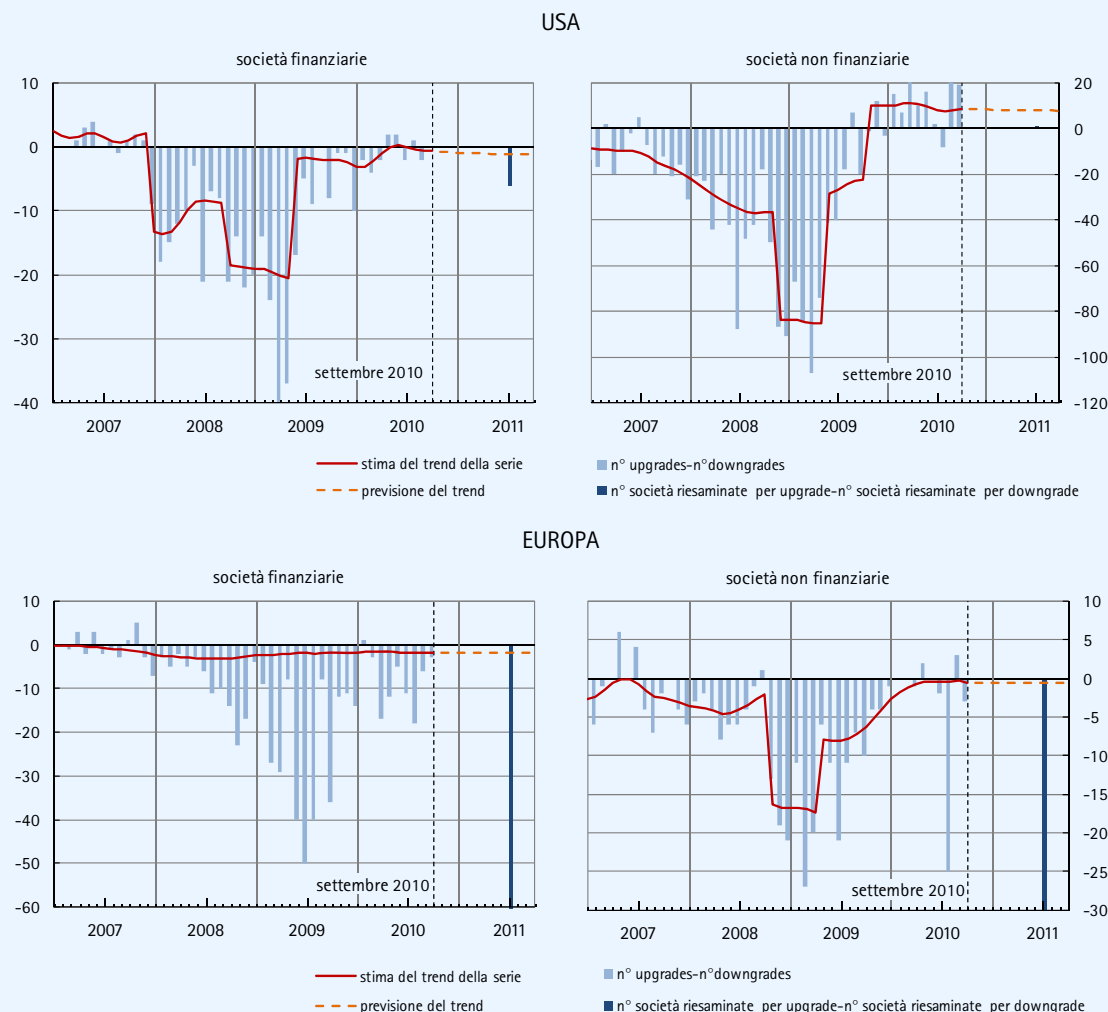 USA
società finanziarie
società non finanziarie
10
0
-10
-20
-30
-40
settembre 2010
2007
2008
2009
2010
2011
20
0
-20
-40
-60
-80
-100
-120
settembre 2010
2007
2008
2009
2010
2011
stima del trend della serie
previsione del trend
n° upgrades-n°downgrades
n° società riesaminate per upgrade-n° società riesaminate per downgrade
EUROPA
società finanziarie
società non finanziarie
10
0
-10
-20
-30
-40
-50
-60
settembre 2010
2007
2008
2009
2010
2011
10
5
0
-5
-10
-15
-20
-25
-30
settembre 2010
2007
2008
2009
2010
2011
stima del trend della serie
previsione del trend
n° upgrades-n°downgrades
n° società riesaminate per upgrade-n° società riesaminate per downgrade